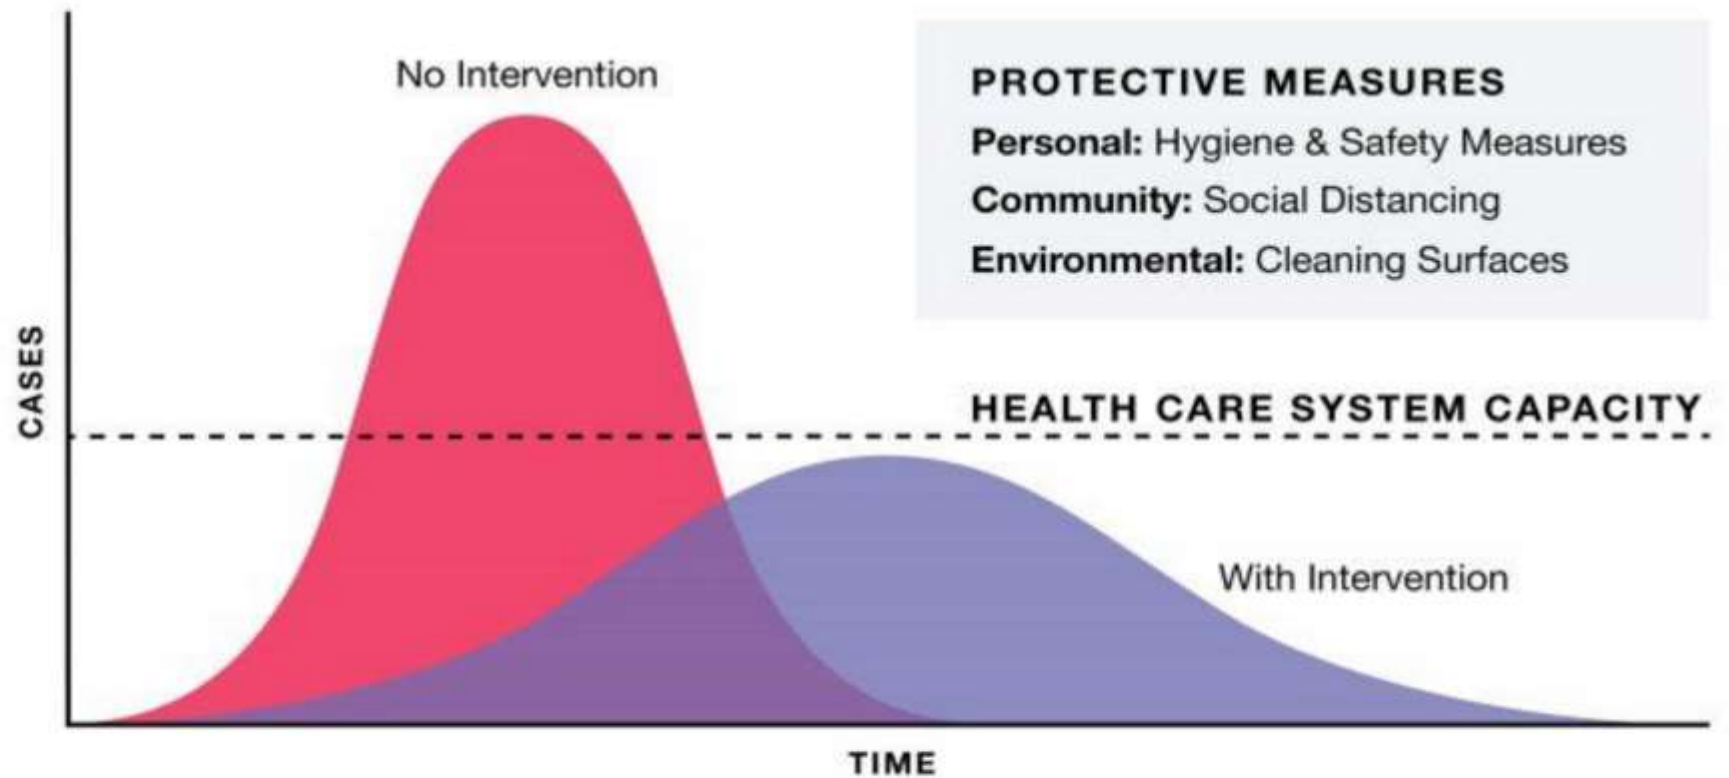 No Intervention
PROTECTIVE MEASURES
Personal: Hygiene & Safety Measures
Community: Social Distancing
Environmental: Cleaning Surfaces
CASES
HEALTH CARE SYSTEM CAPACITY
With Intervention
TIME